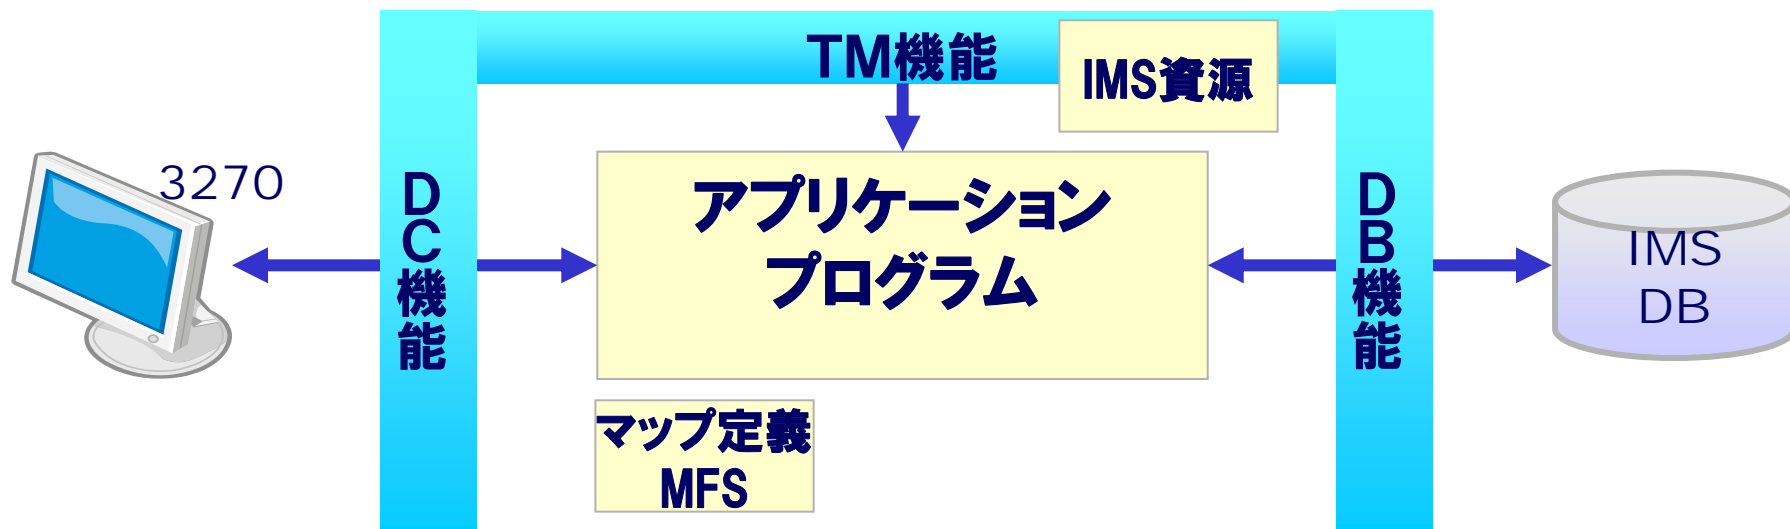 TM機能
IMS資源
3270
DC機能
アプリケーション
プログラム
DB機能
IMS
DB
マップ定義
MFS